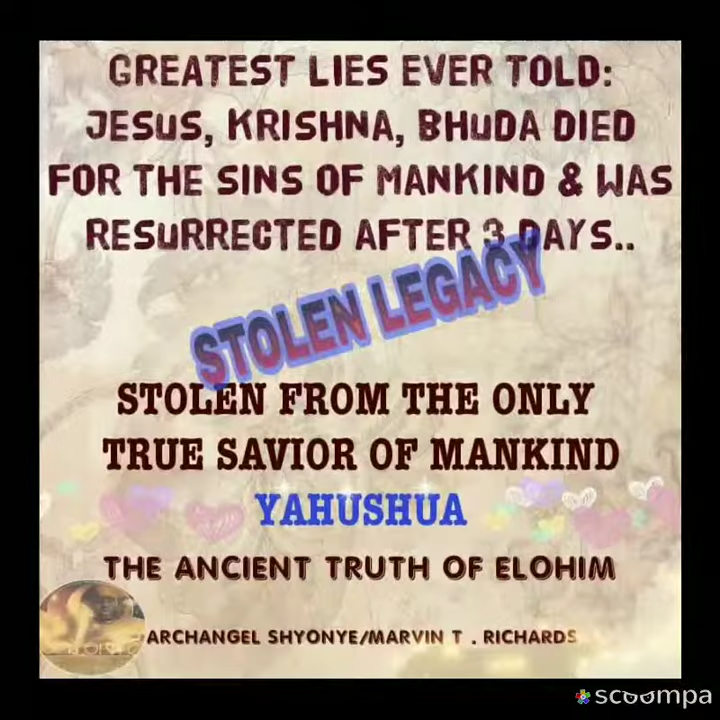 GREATEST LIES EVER TOLD:
JESUS, KRISHNA, BHUDA DIED
FOR THE SINS OF MANKIND & WAS
RESURRECTED AFTER 3 DAYS..
STOLEN LEGACY
STOLEN FROM THE ONLY
TRUE SAVIOR OF MANKIND
YAHUSHUA
THE ANCIENT TRUTH OF ELOHIM
ARCHANGEL SHYONYE/MARVIN T . RICHARDS
scoompa